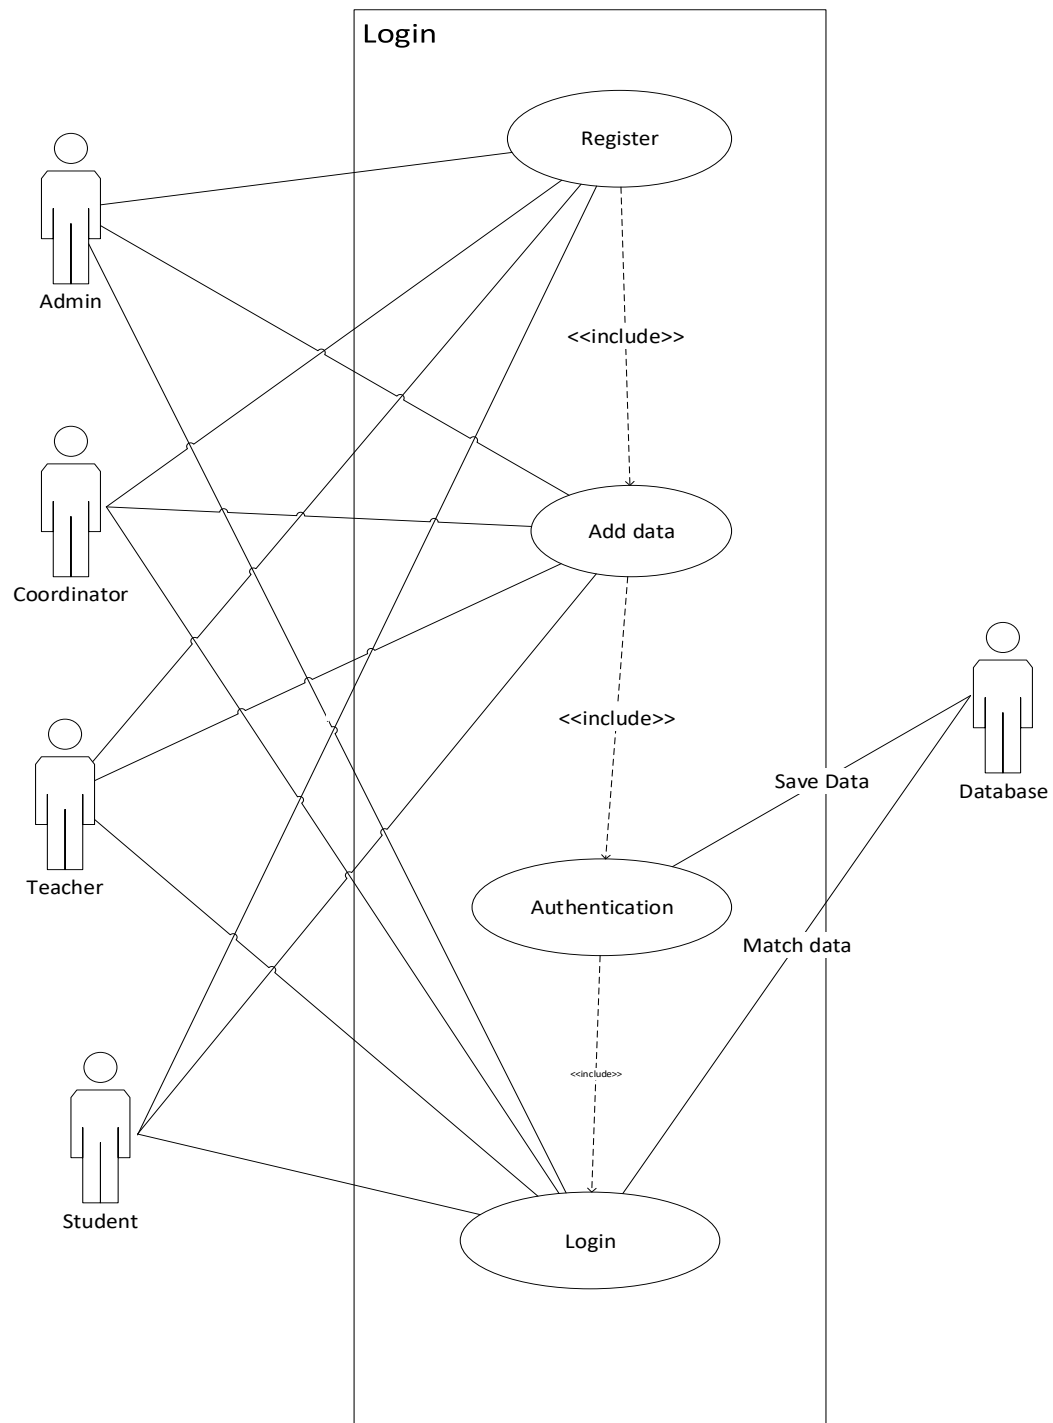 Login
Register
Admin
<<include>>
Coordinator
Add data
<<include>>
Save Data
Database
Teacher
Authentication
Match data
<<include>>
Student
Login